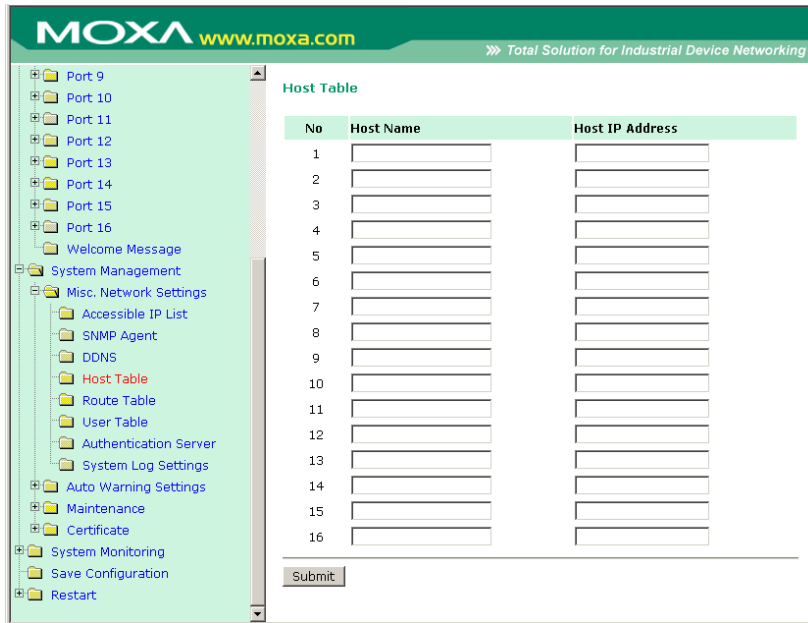 MOXA www.moxa.com
Total Solution for Industrial Device Networking
Port 9
Port 10
Port 11
Port 12
Port 13
Port 14
Port 15
Port 16
Welcome Message
System Management
Misc. Network Settings
Accessible IP List
SNMP Agent
DDNS
Host Table
Route Table
User Table
Authentication Server
System Log Settings
Auto Warning Settings
Maintenance
Certificate
System Monitoring
Save Configuration
Restart
Host Table
No Host Name Host IP Address
1
2
3
4
5
6
7
8
9
10
11
12
13
14
15
16
Submit